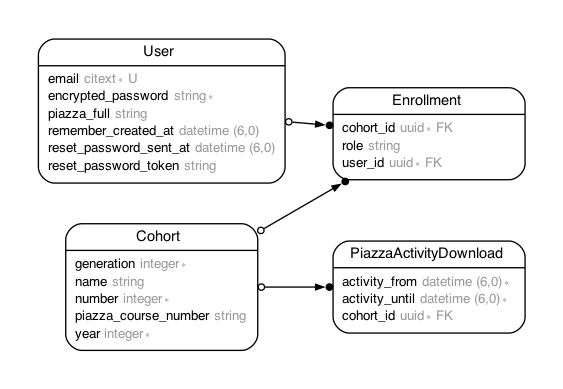 User
email citext * U
encrypted_password string *
piazza_full string
remember_created_at datetime (6,0)
reset_password_sent_at datetime (6,0)
reset_password_token string
Enrollment
cohort_id uuid * FK
role string
user_id uuid * FK
Cohort
generation integer *
name string
number integer *
piazza_course_number string
year integer *
PiazzaActivityDownload
activity_from datetime (6,0) *
activity_until datetime (6,0) *
cohort_id uuid * FK